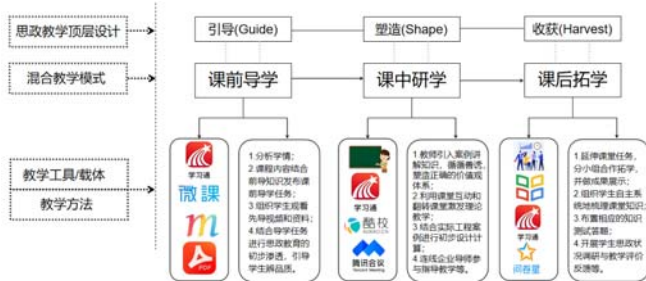 思政教学顶层设计
引导(Guide)
塑造(Shape)
收获(Harvest)
混合教学模式
课前导学
课中研学
课后拓学
教学工具/载体
教学方法
学习通
微課
m
PDF
1分析学情;
2课程内容结合
前导知识发布课
前导学任务;
3组织学生观看
先导视频和资料;
4结合导学任务
进行思政教育的
初步渗透,引导
学生辨品质。
学习通
酷校
腾讯会议
Tencent Meeting
1教师引入案例讲
解知识,循循善诱,
塑造正确的价值观
体系;
2利用课堂互动和
翻转课堂激发理论
教学;
3结合实际工程案
例进行初步设计计
算;
4连线企业导师参
与指导教学等。
学习通
问卷星
1延伸课堂任务,
分小组合作拓学,
并做成果展示;
2组织学生自主系
统地梳理课堂知识;
3布置相应的知识
测试答题;
4开展学生思政状
况调研与教学评价
反馈等。